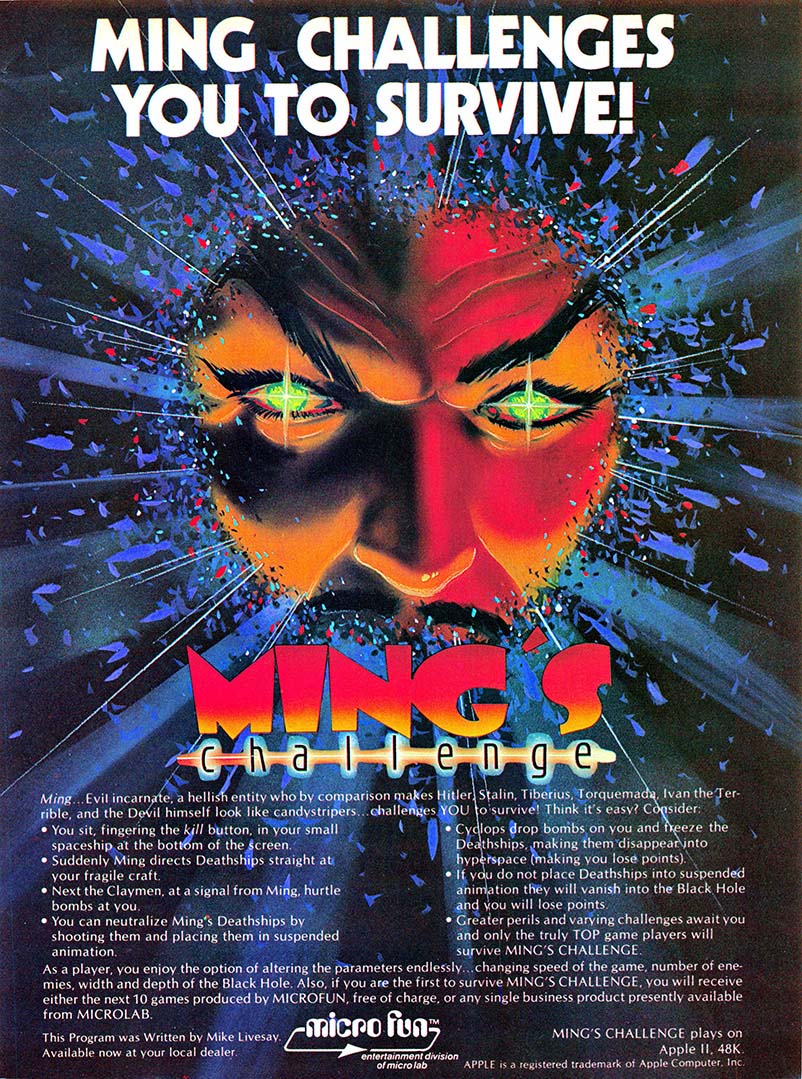 MING CHALLENGES
YOU TO SURVIVE!
MING'S
challenge
Ming...Evil incarnate, a hellish entity who by comparison makes Hitler, Stalin, Tiberius, Torquemada, Ivan the Ter-
rible, and the Devil himself look like candystripers...challenges YOU to survive! Think it's easy? Consider:
• You sit, fingering the kill button, in your small
spaceship at the bottom of the screen.
• Suddenly Ming directs Deathships straight at
your fragile craft.
• Next the Claymen, at a signal from Ming, hurtle
bombs at you.
• You can neutralize Ming's Deathships by
shooting them and placing them in suspended
animation.
• Cyclops drop bombs on you and freeze the
Deathships, making them disappear into
hyperspace (making you lose points).
• If you do not place Deathships into suspended
animation they will vanish into the Black Hole
and you will lose points.
• Greater perils and varying challenges await you
and only the truly TOP game players will
survive MING'S CHALLENGE.
As a player, you enjoy the option of altering the parameters endlessly...changing speed of the game, number of ene-
mies, width and depth of the Black Hole. Also, if you are the first to survive MING'S CHALLENGE, you will receive
either the next 10 games produced by MICROFUN, free of charge, or any single business product presently available
from MICROLAB.
This Program was Written by Mike Livesay.
Available now at your local dealer.
micro fun™
entertainment division
of micro lab
MING'S CHALLENGE plays on
Apple II, 48K.
APPLE is a registered trademark of Apple Computer, Inc.